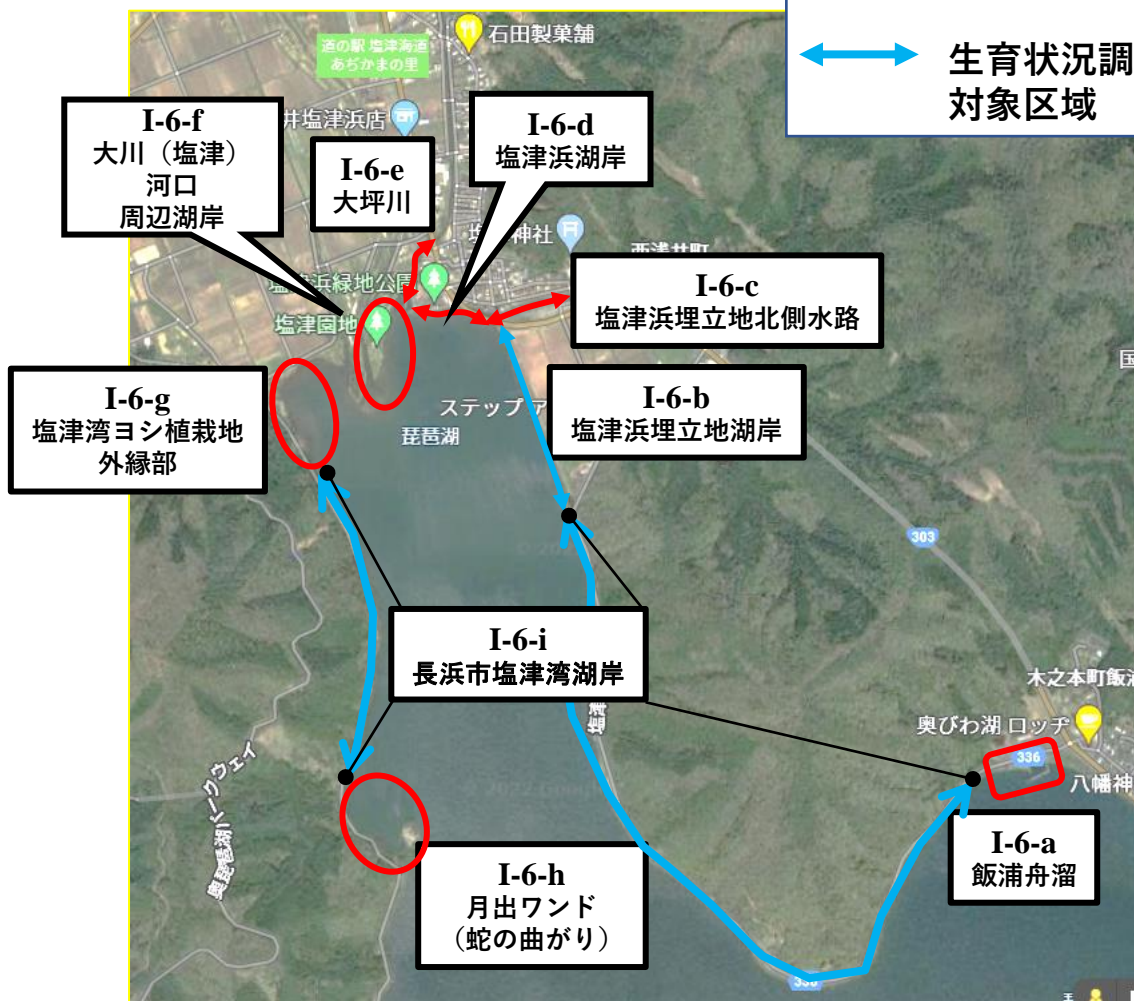 生育状況調
対象区域
石田製菓舗
道の駅 塩津海道
あぢかまの里
井塩津浜店
I-6-f
大川（塩津）
河口
周辺湖岸
I-6-e
大坪川
I-6-d
塩津浜湖岸
神社
西浅井町
塩津浜緑地公園
塩津園地
I-6-c
塩津浜埋立地北側水路
国
I-6-g
塩津湾ヨシ植栽地
外縁部
ステップ ア
琵琶湖
I-6-b
塩津浜埋立地湖岸
303
I-6-i
長浜市塩津湾湖岸
木之本町飯浦
奥びわ湖 ロッヂ
336
八幡神
塩津
奥琵琶湖パークウェイ
I-6-a
飯浦舟溜
I-6-h
月出ワンド
（蛇の曲がり）
336